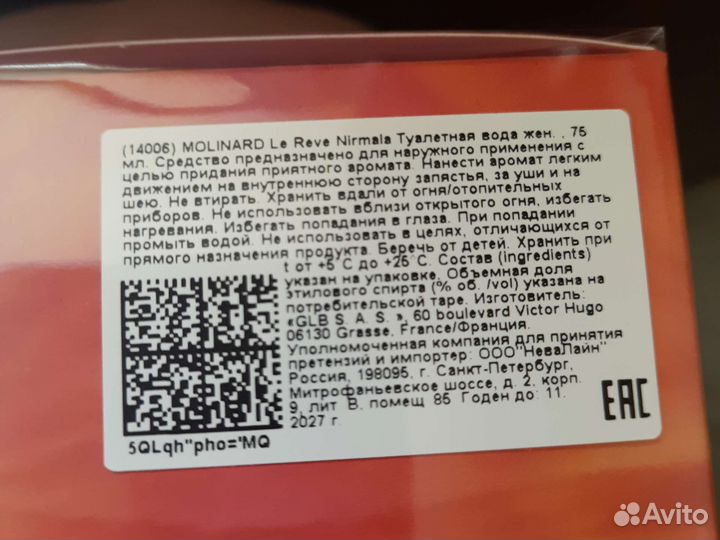 (14006) MOLINARD Le Reve Nirmala Туалетная вода жен. , 75
мл. Средство предназначено для наружного применения с
целью придания приятного аромата. Нанести аромат легким
движением на внутреннюю сторону запястья, за уши и на
шею. Не втирать. Хранить вдали от огня/отопительных
приборов. Не использовать вблизи открытого огня, избегать
нагревания. Избегать попадания в глаза. При попадании
промыть водой. Не использовать в целях, отличающихся от
прямого назначения продукта. Беречь от детей. Хранить при
t от +5°C до +25°C. Состав (ingredients)
указан на упаковке, Объемная доля
этилового спирта (% об. /vol) указана на
потребительской таре. Изготовитель:
«GLB S. A. S. », 60 boulevard Victor Hugo
06130 Grasse, France/Франция.
Уполномоченная компания для принятия
претензий и импортер: ООО"НеваЛайн"
Россия, 198095, г. Санкт-Петербург,
Митрофаньевское шоссе, д. 2, корп.
9, лит В, помещ 85 Годен до: 11.
2027 г.
5QLqh"pho='MQ
EAC
Avito